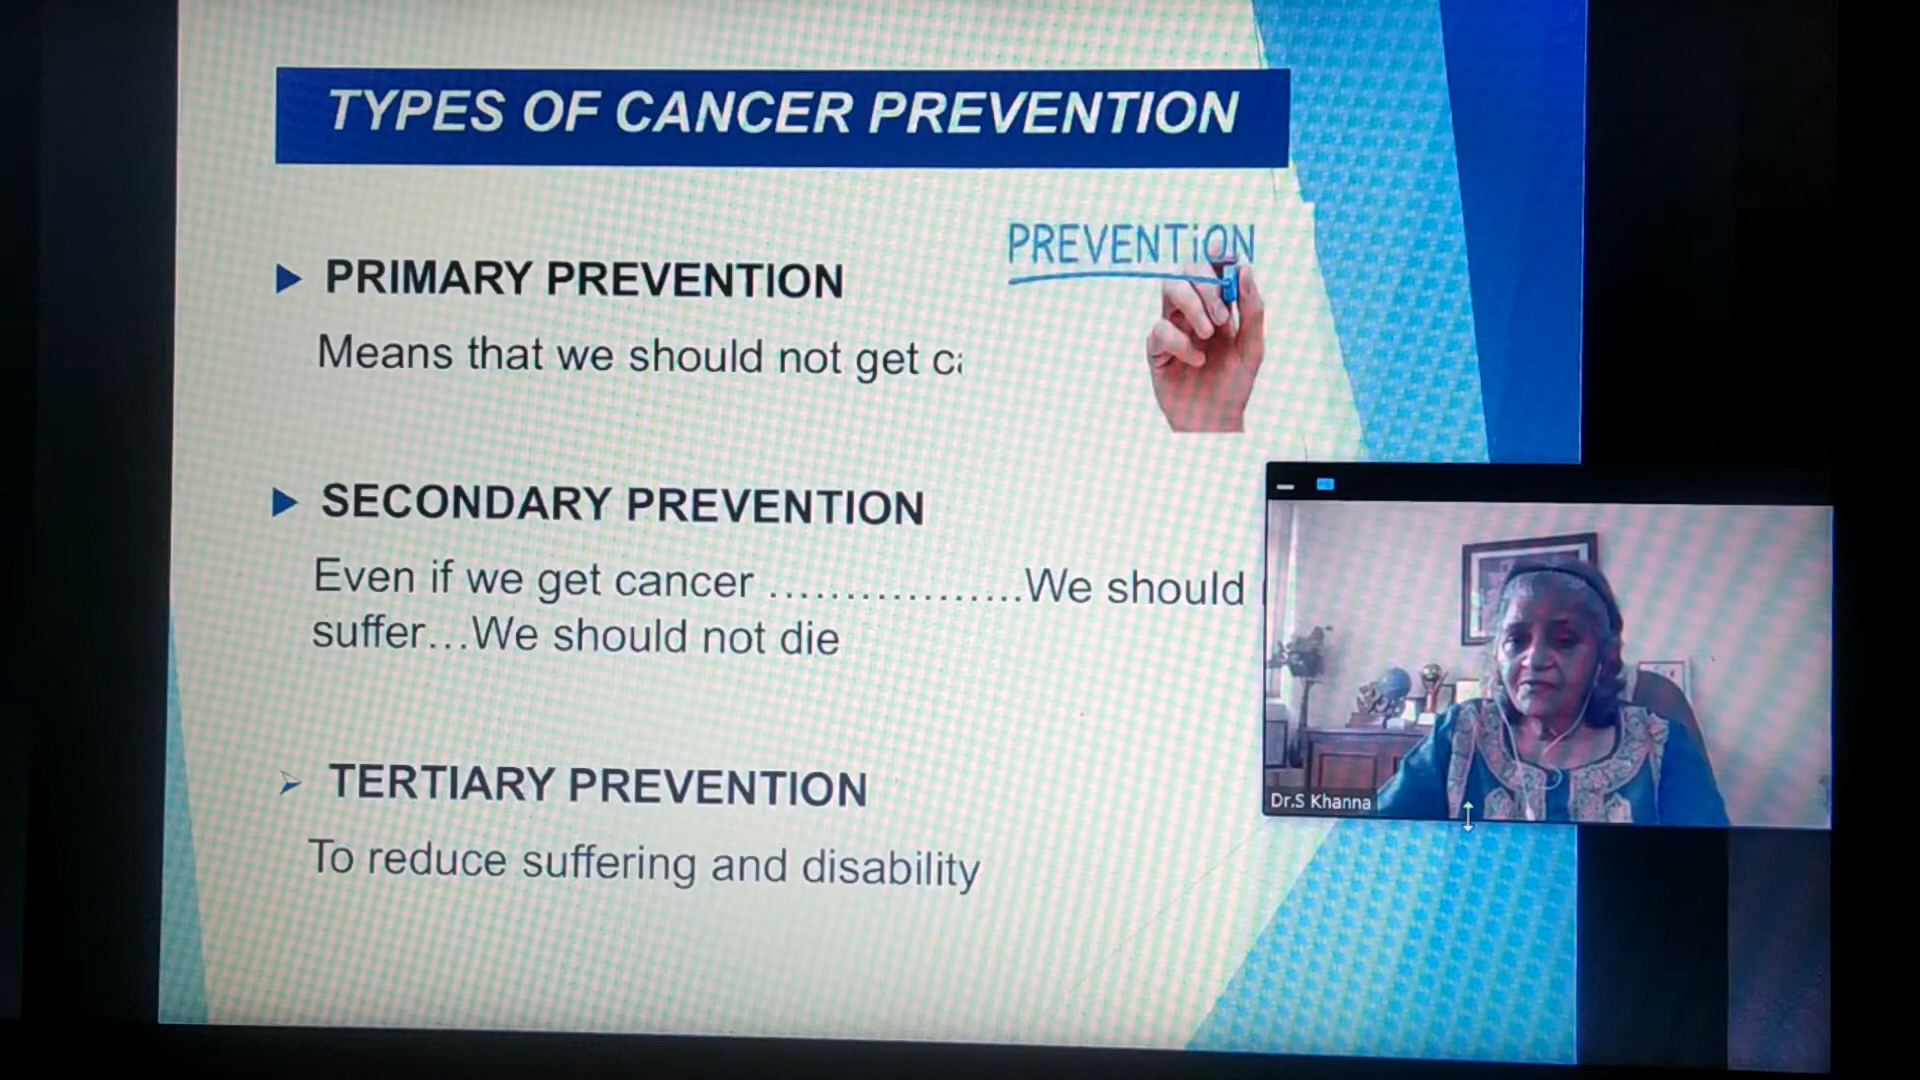 TYPES OF CANCER PREVENTION
PREVENTiON
PRIMARY PREVENTION
Means that we should not get
SECONDARY PREVENTION
Even if we get cancer .................We should
suffer...We should not die
TERTIARY PREVENTION
To reduce suffering and disability
Dr.S Khanna